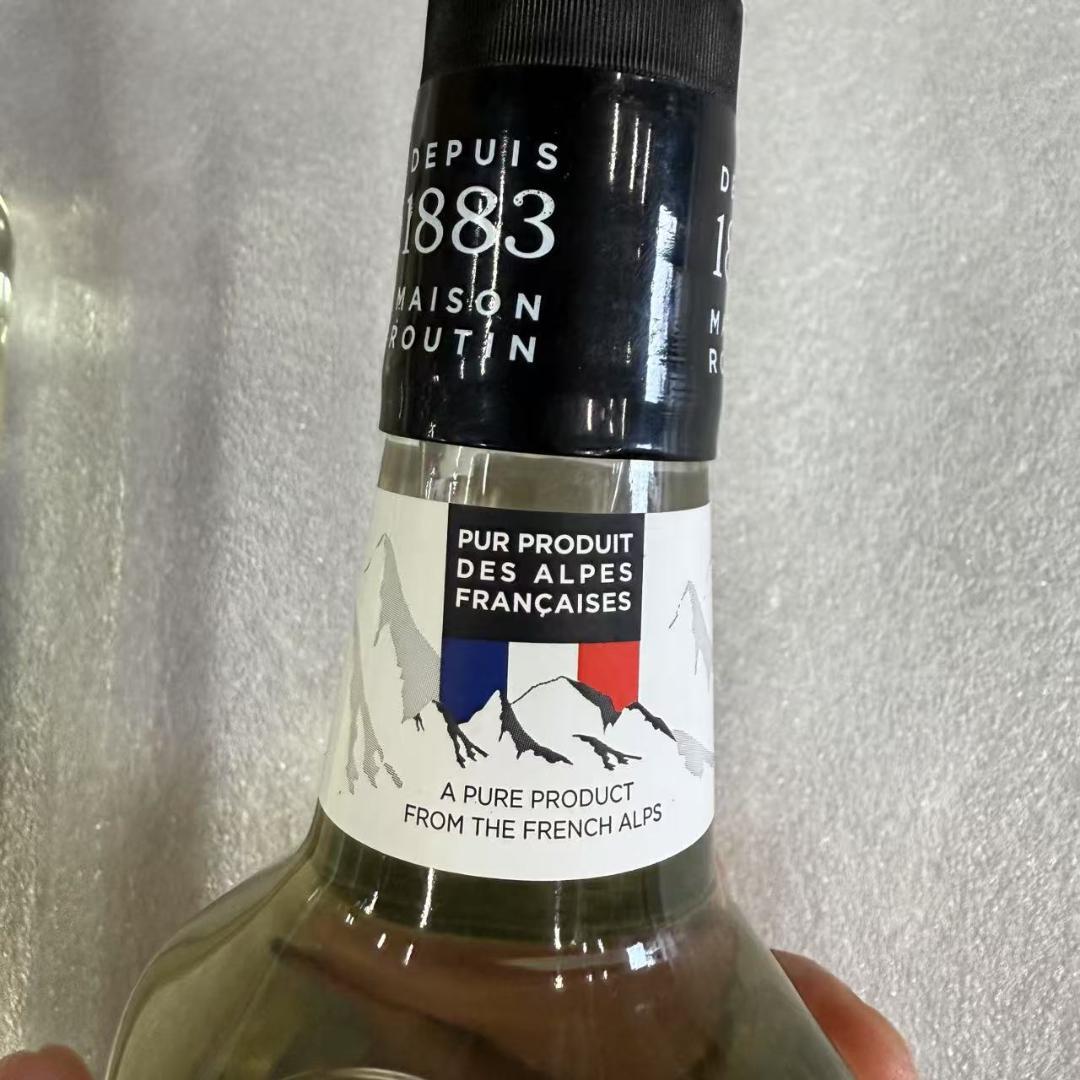 DEPUIS
1883
MAISON
ROUTIN
PUR PRODUIT
DES ALPES
FRANÇAISES
A PURE PRODUCT
FROM THE FRENCH ALPS